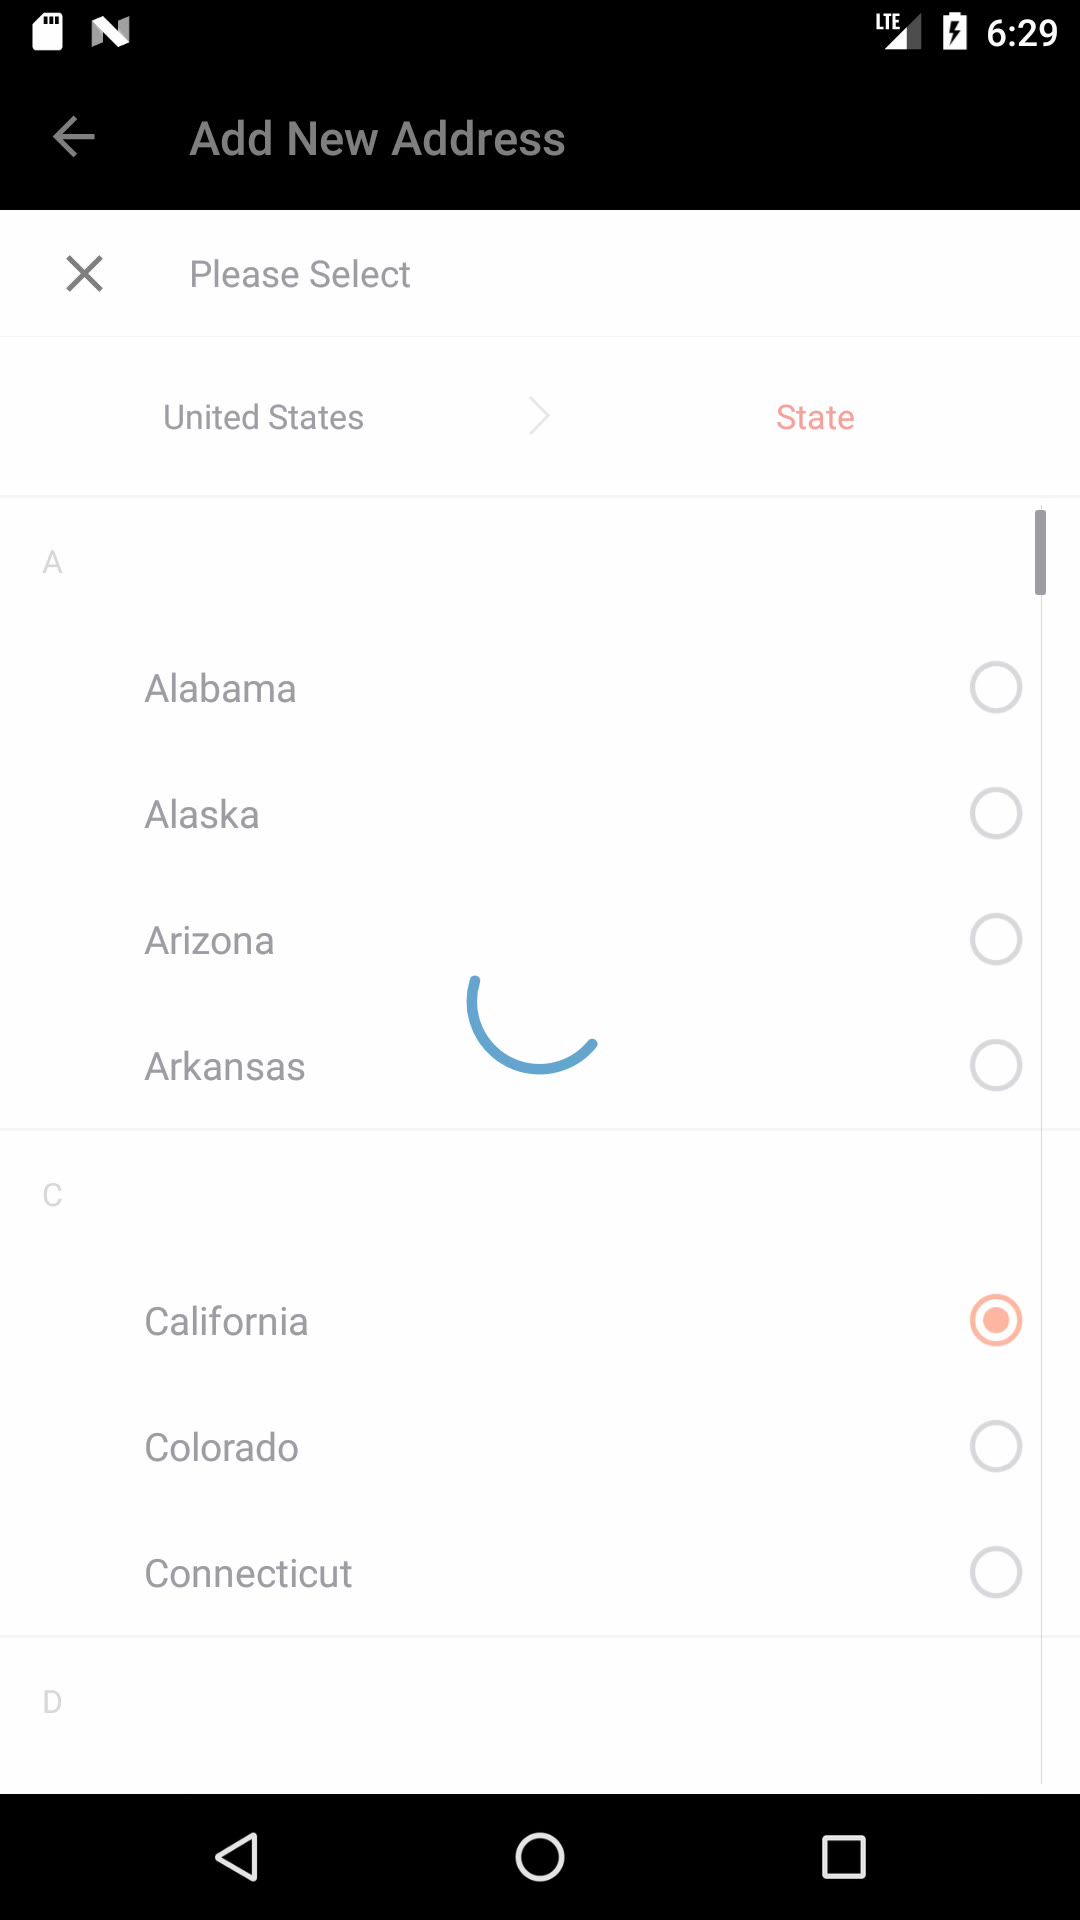 LTE 6:29
Add New Address
Please Select
United States State
A
Alabama
Alaska
Arizona
Arkansas
C
California
Colorado
Connecticut
D